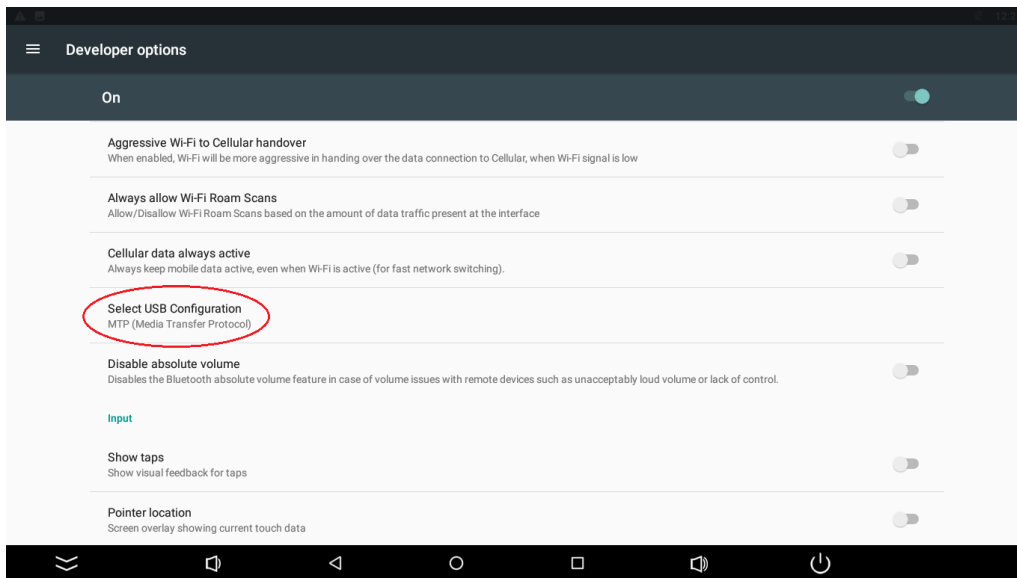 Developer options
On
Aggressive Wi-Fi to Cellular handover
When enabled, Wi-Fi will be more aggressive in handing over the data connection to Cellular, when Wi-Fi signal is low
Always allow Wi-Fi Roam Scans
Allow/Disallow Wi-Fi Roam Scans based on the amount of data traffic present at the interface
Cellular data always active
Always keep mobile data active, even when Wi-Fi is active (for fast network switching).
Select USB Configuration
MTP (Media Transfer Protocol)
Disable absolute volume
Disables the Bluetooth absolute volume feature in case of volume issues with remote devices such as unacceptably loud volume or lack of control.
Input
Show taps
Show visual feedback for taps
Pointer location
Screen overlay showing current touch data